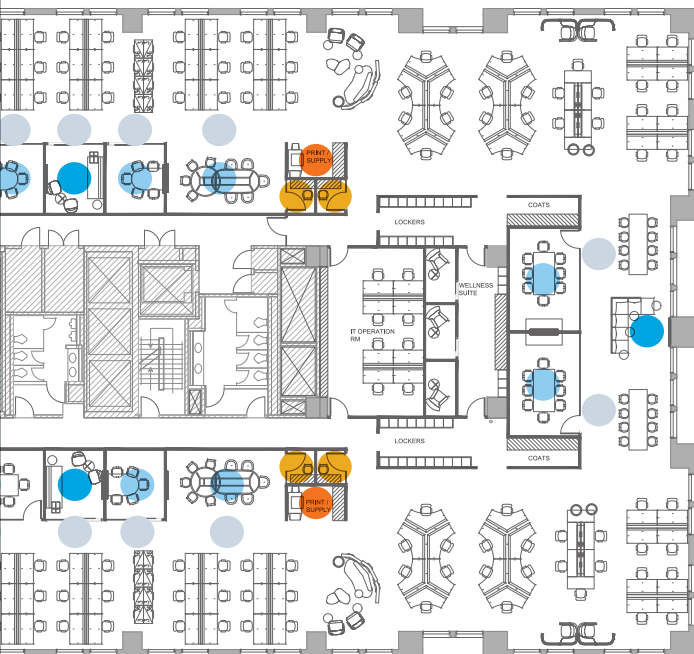 PRINT /
SUPPLY
COATS
LOCKERS
WELLNESS
SUITE
IT OPERATION
RM
LOCKERS
COATS
PRINT /
SUPPLY